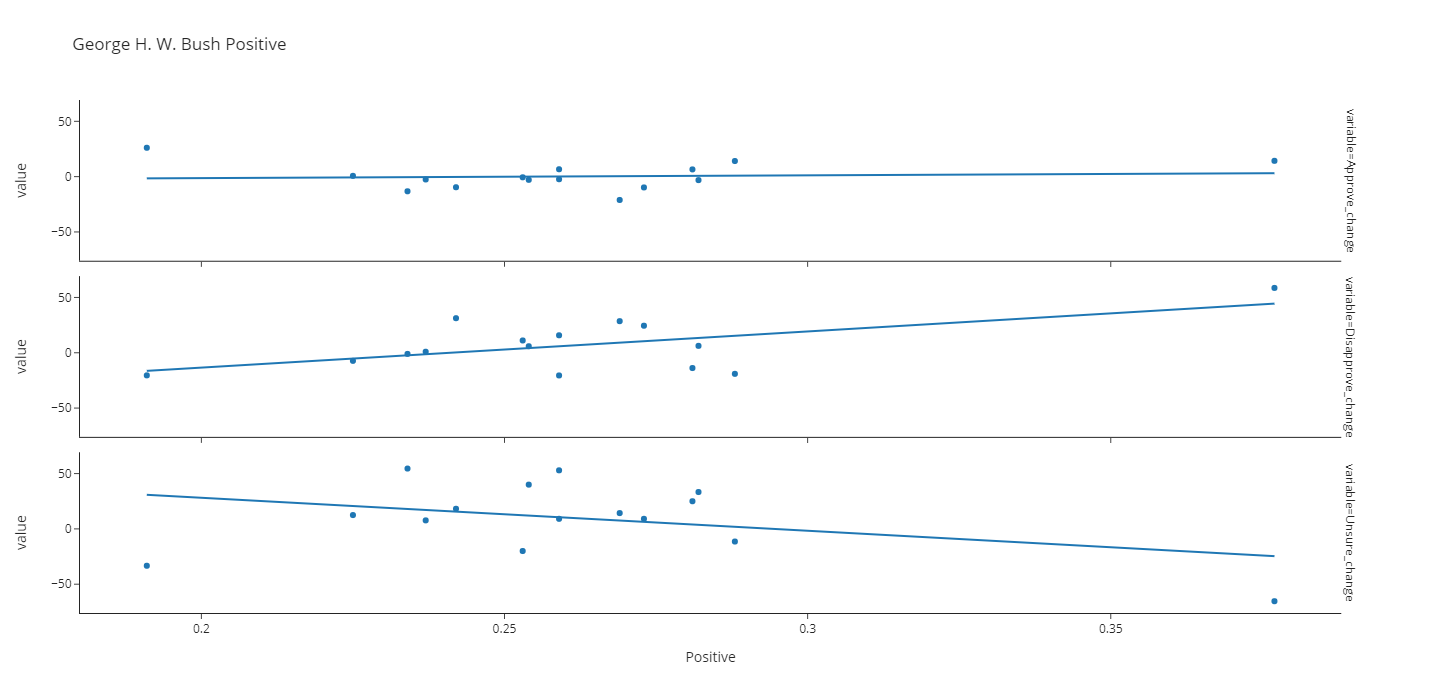 George H. W. Bush Positive
50
0
−50
value
variable=Approve_change
50
0
−50
value
variable=Disapprove_change
50
0
−50
value
variable=Unsure_change
0.2
0.25
0.3
0.35
Positive